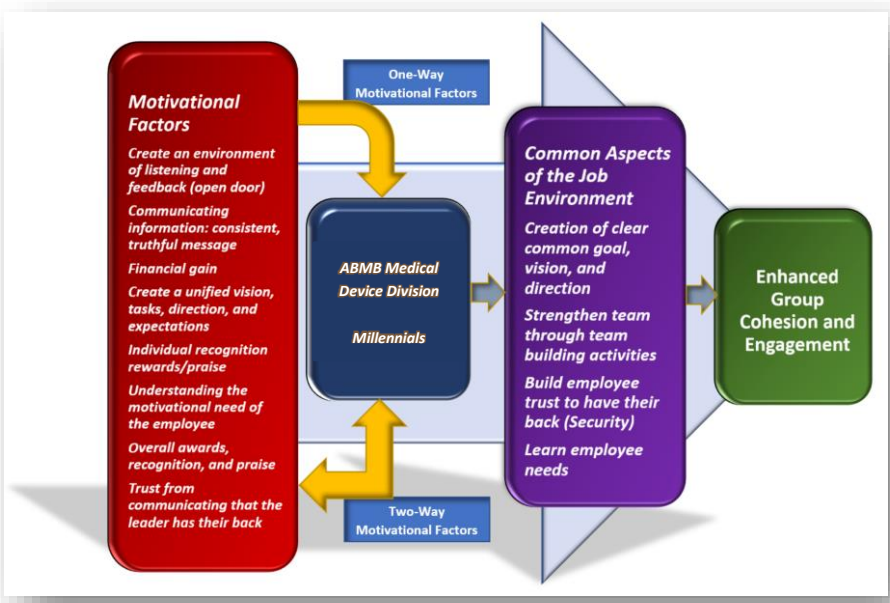 Motivational
Factors
Create an environment
of listening and
feedback (open door)
Communicating
information: consistent,
truthful message
Financial gain
Create a unified vision,
tasks, direction, and
expectations
Individual recognition
rewards/praise
Understanding the
motivational need of
the employee
Overall awards,
recognition, and praise
Trust from
communicating that the
leader has their back
One-Way
Motivational Factors
ABMB Medical
Device Division
Millennials
Two-Way
Motivational Factors
Common Aspects
of the Job
Environment
Creation of clear
common goal,
vision, and
direction
Strengthen team
through team
building activities
Build employee
trust to have their
back (Security)
Learn employee
needs
Enhanced
Group
Cohesion and
Engagement